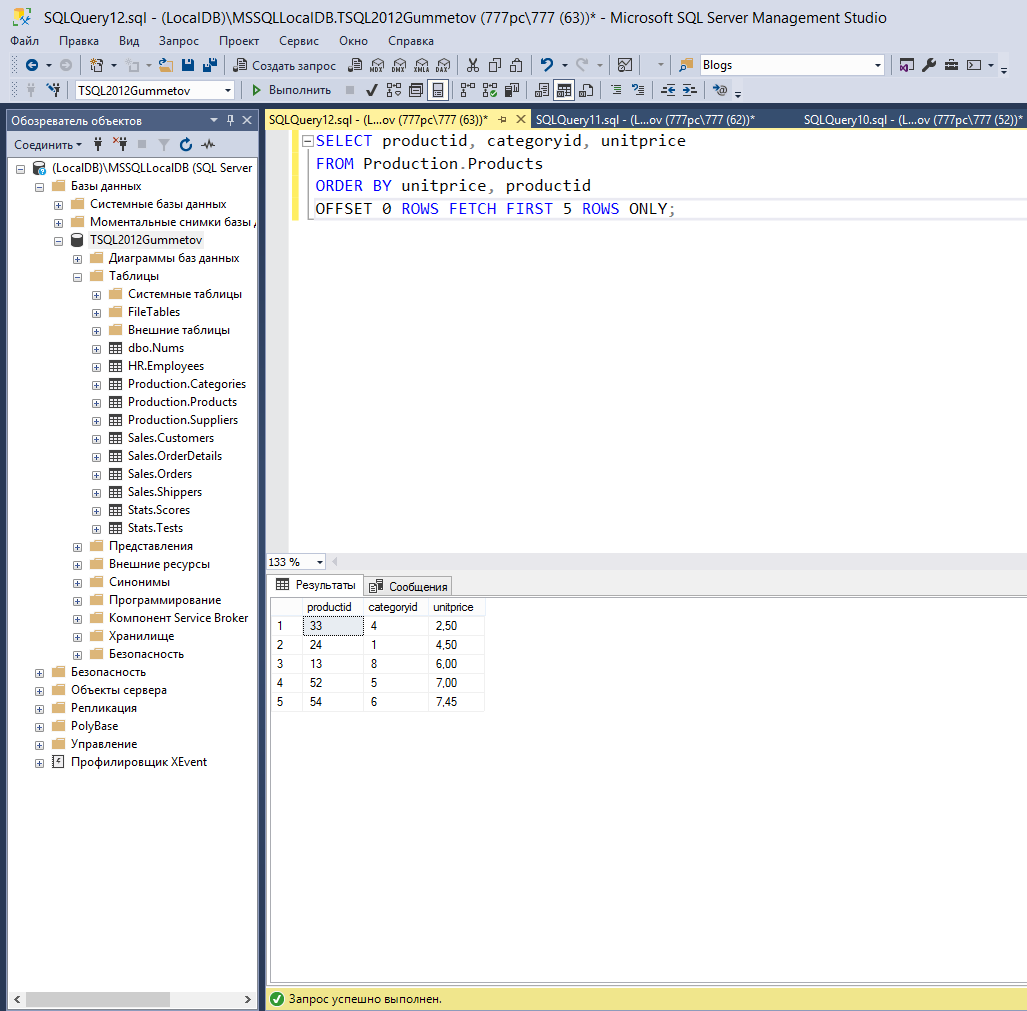 SQLQuery12.sql - (LocalDB)\MSSQLLocalDB.TSQL2012Gummetov (777pc\777 (63))* - Microsoft SQL Server Management Studio
Файл Правка Вид Запрос Проект Сервис Окно Справка
Создать запрос MDX DMX XMLA DAX Blogs
TSQL2012Gummetov Выполнить
Обозреватель объектов
Соединить
(LocalDB)\MSSQLLocalDB (SQL Server
Базы данных
Системные базы данных
Моментальные снимки базы
TSQL2012Gummetov
Диаграммы баз данных
Таблицы
Системные таблицы
FileTables
Внешние таблицы
dbo.Nums
HR.Employees
Production.Categories
Production.Products
Production.Suppliers
Sales.Customers
Sales.OrderDetails
Sales.Orders
Sales.Shippers
Stats.Scores
Stats.Tests
Представления
Внешние ресурсы
Синонимы
Программирование
Компонент Service Broker
Хранилище
Безопасность
Безопасность
Объекты сервера
Репликация
PolyBase
Управление
Профилировщик XEvent
SQLQuery12.sql - (L...ov (777pc\777 (63))* SQLQuery11.sql - (L...ov (777pc\777 (62))* SQLQuery10.sql - (L...ov (777pc\777 (52))*
SELECT productid, categoryid, unitprice
FROM Production.Products
ORDER BY unitprice, productid
OFFSET 0 ROWS FETCH FIRST 5 ROWS ONLY;
133 %
Результаты Сообщения
productid categoryid unitprice
1 33 4 2,50
2 24 1 4,50
3 13 8 6,00
4 52 5 7,00
5 54 6 7,45
Запрос успешно выполнен.